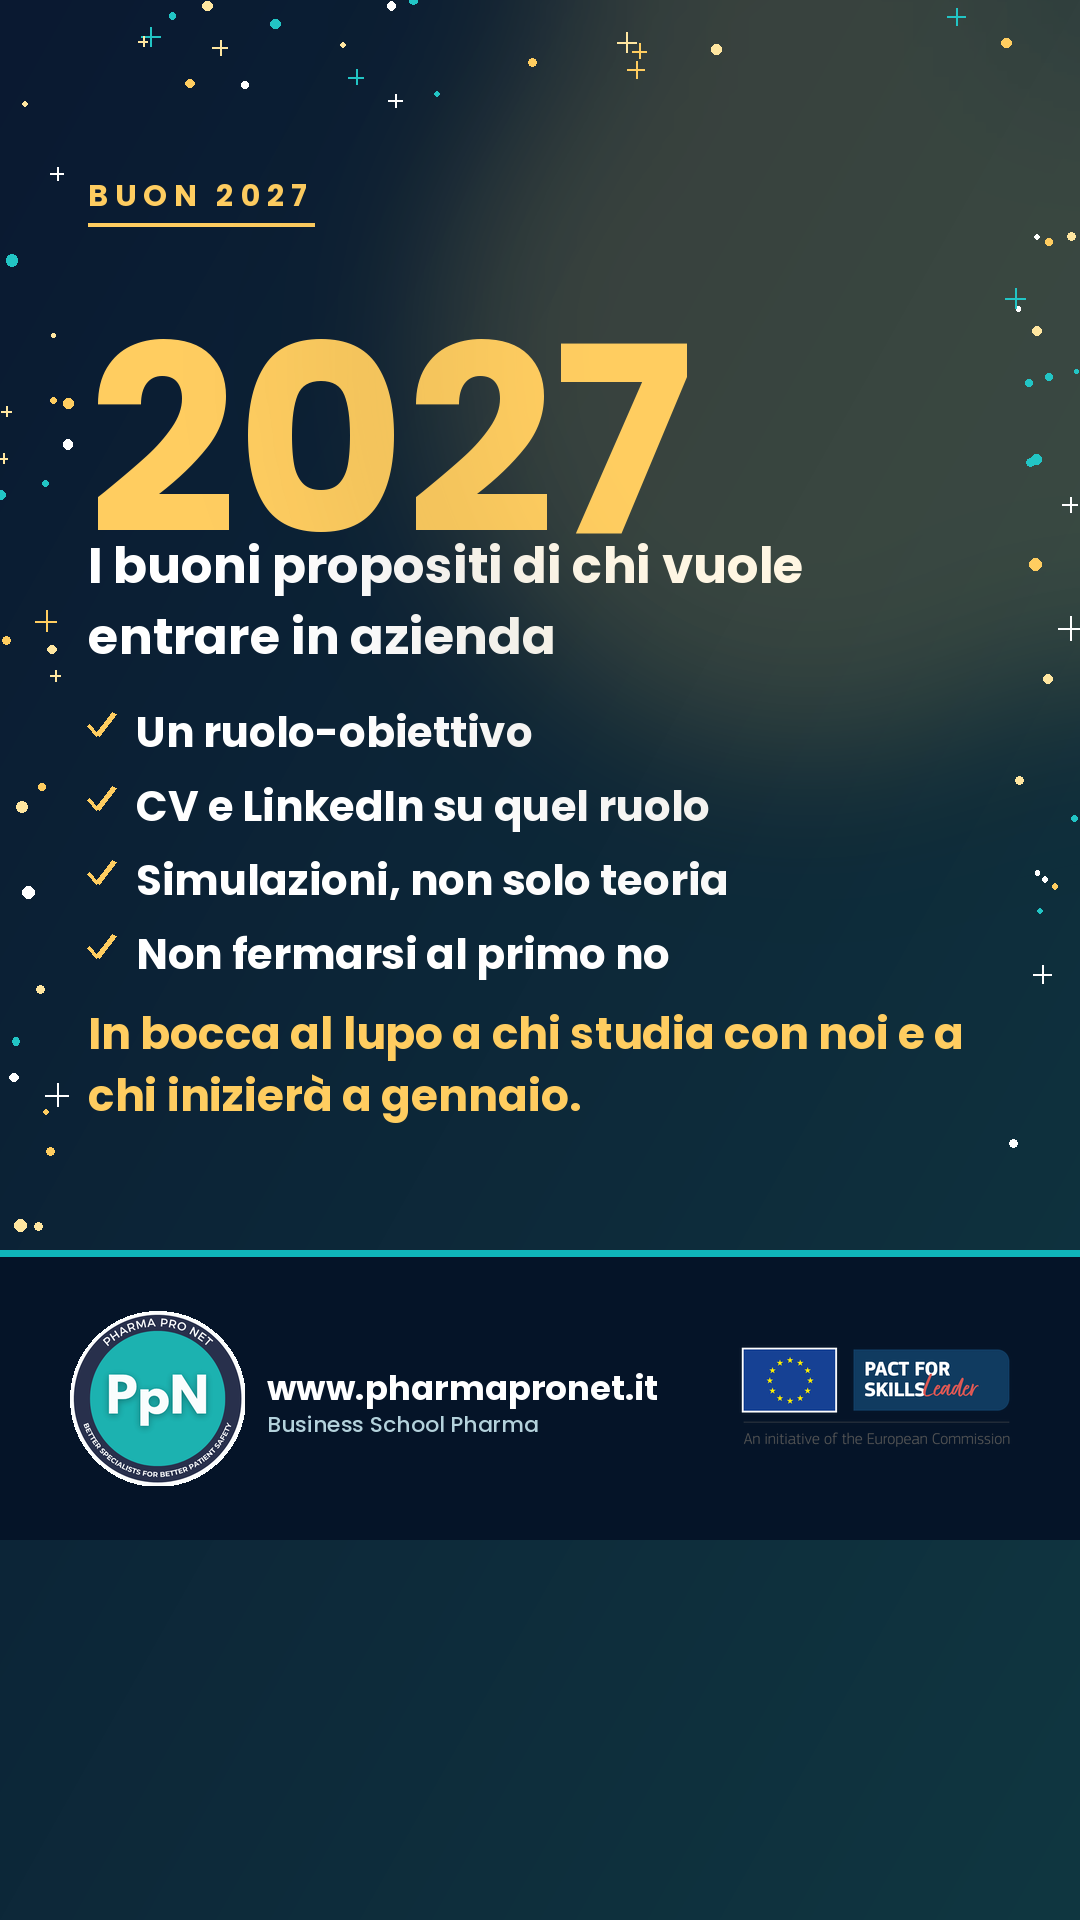 BUON 2027
2027
I buoni propositi di chi vuole
entrare in azienda
Un ruolo-obiettivo
CV e LinkedIn su quel ruolo
Simulazioni, non solo teoria
Non fermarsi al primo no
In bocca al lupo a chi studia con noi e a
chi inizierà a gennaio.
PHARMA PRO NET
PpN
BETTER SPECIALISTS FOR BETTER PATIENT SAFETY
www.pharmapronet.it
Business School Pharma
PACT FOR
SKILLS Leader
An initiative of the European Commission